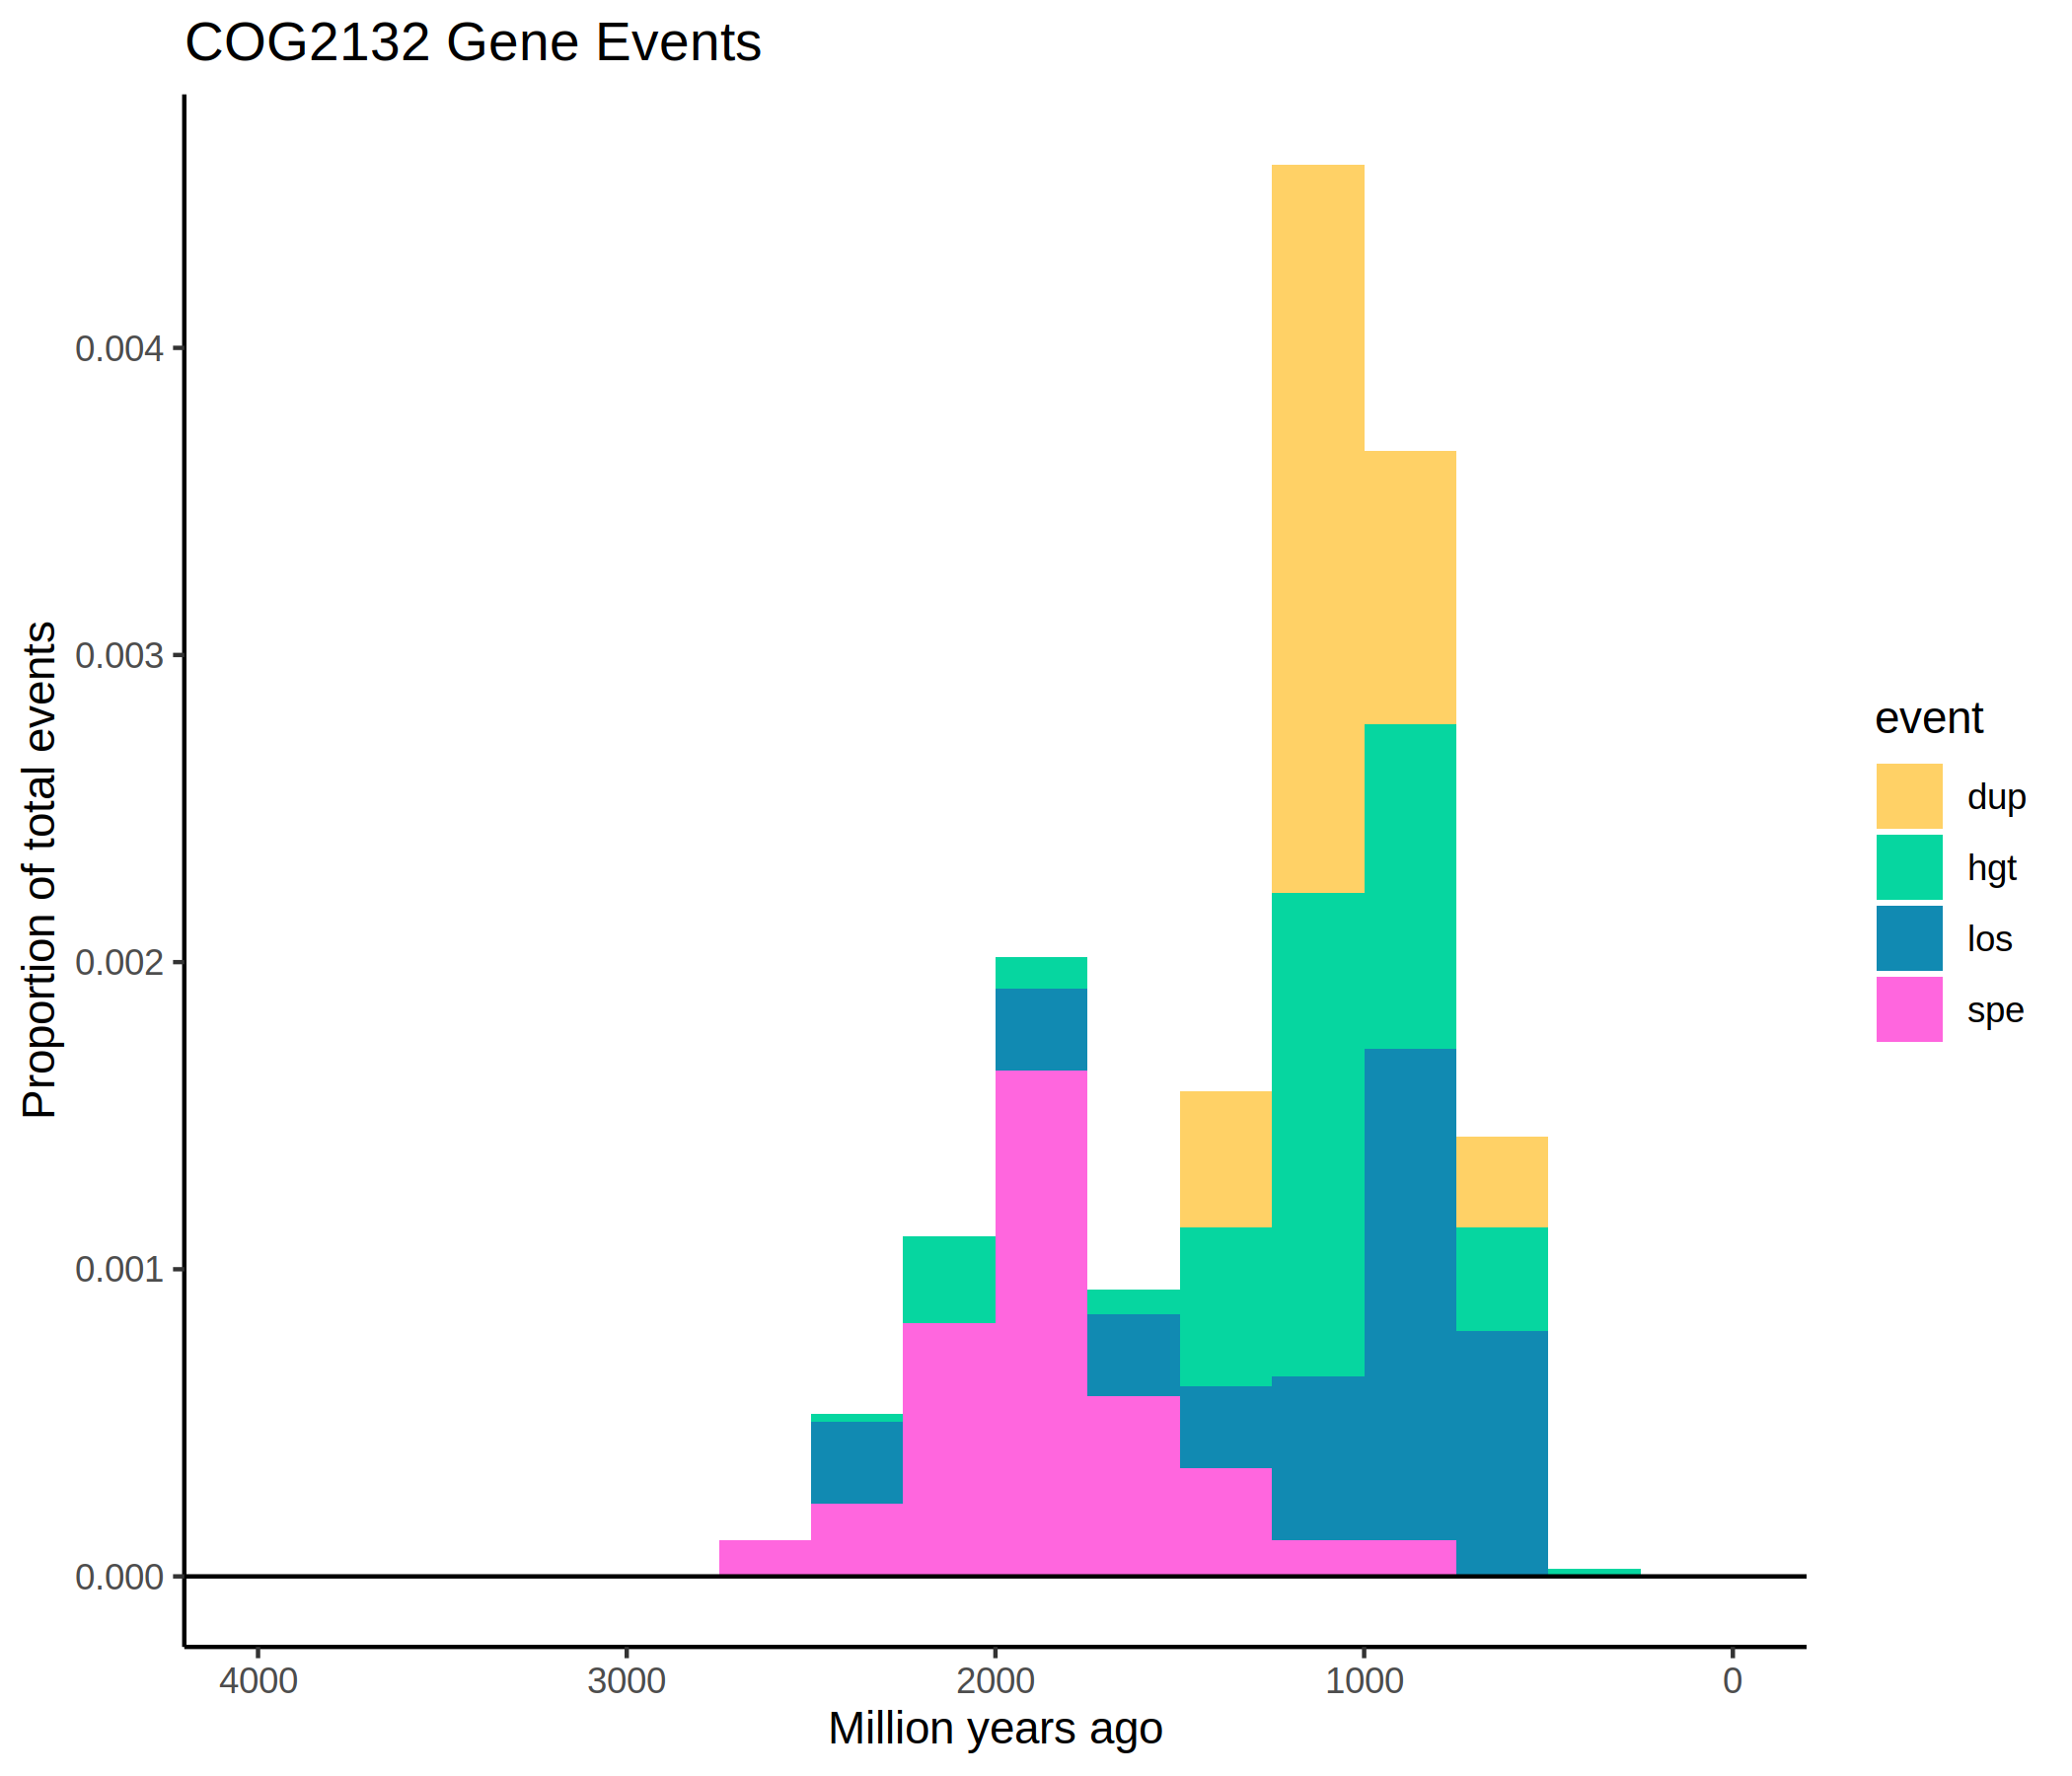 COG2132 Gene Events
Proportion of total events
0.004
0.003
0.002
0.001
0.000
4000
3000
2000
1000
0
Million years ago
event
dup
hgt
los
spe